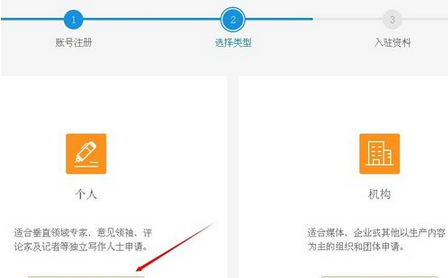 1
2
3
账号注册
选择类型
入驻资料
个人
机构
适合垂直领域专家、意见领袖、评
论家及记者等独立写作人士申请。
适合媒体、企业或其他以生产内容
为主的组织和团体申请。